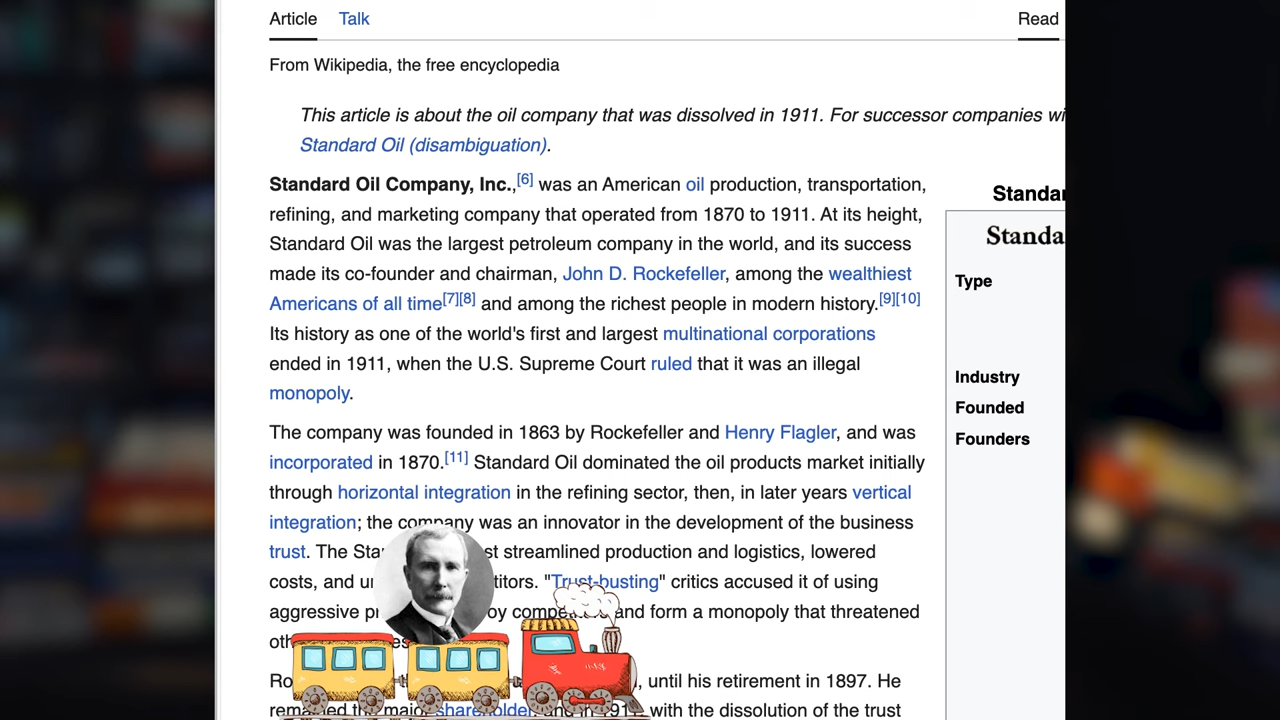 Article Talk Read
From Wikipedia, the free encyclopedia
This article is about the oil company that was dissolved in 1911. For successor companies wi
Standard Oil (disambiguation).
Standard Oil Company, Inc.,[6] was an American oil production, transportation,
refining, and marketing company that operated from 1870 to 1911. At its height,
Standard Oil was the largest petroleum company in the world, and its success
made its co-founder and chairman, John D. Rockefeller, among the wealthiest
Americans of all time[7][8] and among the richest people in modern history.[9][10]
Its history as one of the world's first and largest multinational corporations
ended in 1911, when the U.S. Supreme Court ruled that it was an illegal
monopoly.
The company was founded in 1863 by Rockefeller and Henry Flagler, and was
incorporated in 1870.[11] Standard Oil dominated the oil products market initially
through horizontal integration in the refining sector, then, in later years vertical
integration; the company was an innovator in the development of the business
trust. The streamlined production and logistics, lowered
costs, and "Trust-busting" critics accused it of using
aggressive and form a monopoly that threatened
until his retirement in 1897. He
remained the major shareholder, and in 1911, with the dissolution of the trust
Standar
Standa
Type
Industry
Founded
Founders